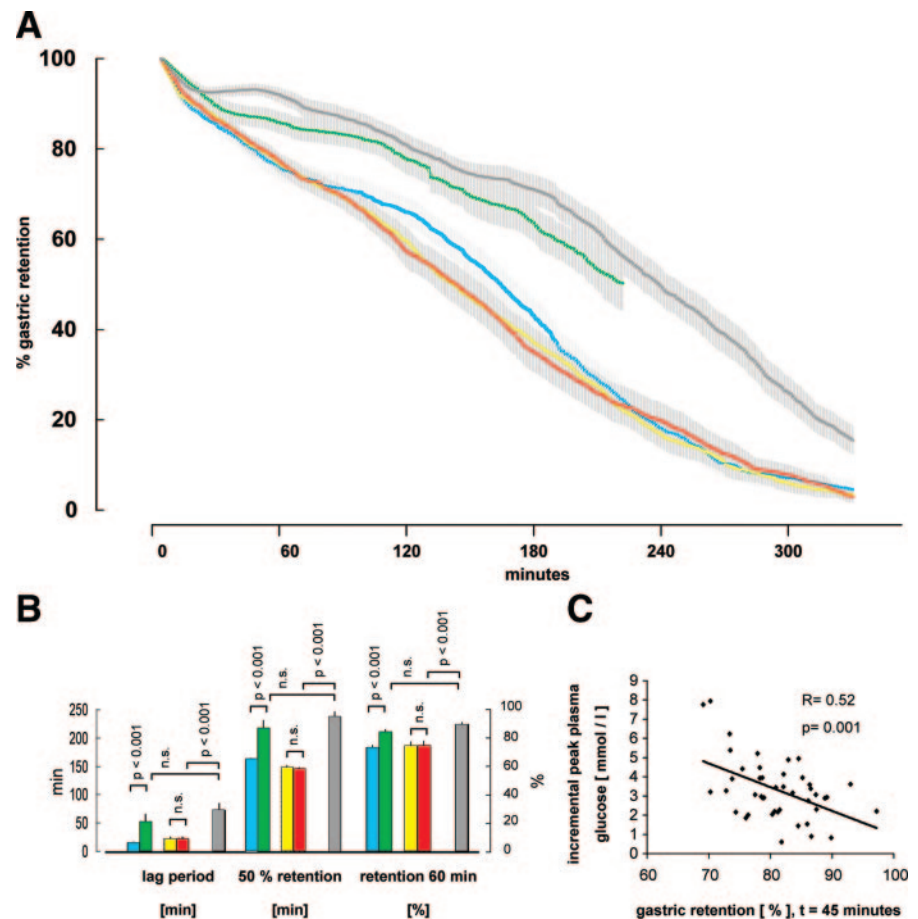 A
100
80
60
40
20
0
% gastric retention
0 60 120 180 240 300
minutes
B
p < 0.001
n.s.
p < 0.001
n.s.
p < 0.001
n.s.
p < 0.001
n.s.
p < 0.001
n.s.
p < 0.001
n.s.
250
200
150
100
50
0
min
100
80
60
40
20
0
%
lag period 50 % retention retention 60 min
[min] [min] [%]
C
9
8
7
6
5
4
3
2
1
0
incremental peak plasma
glucose [ mmol / l ]
R= 0.52
p= 0.001
60 70 80 90 100
gastric retention [ % ], t = 45 minutes